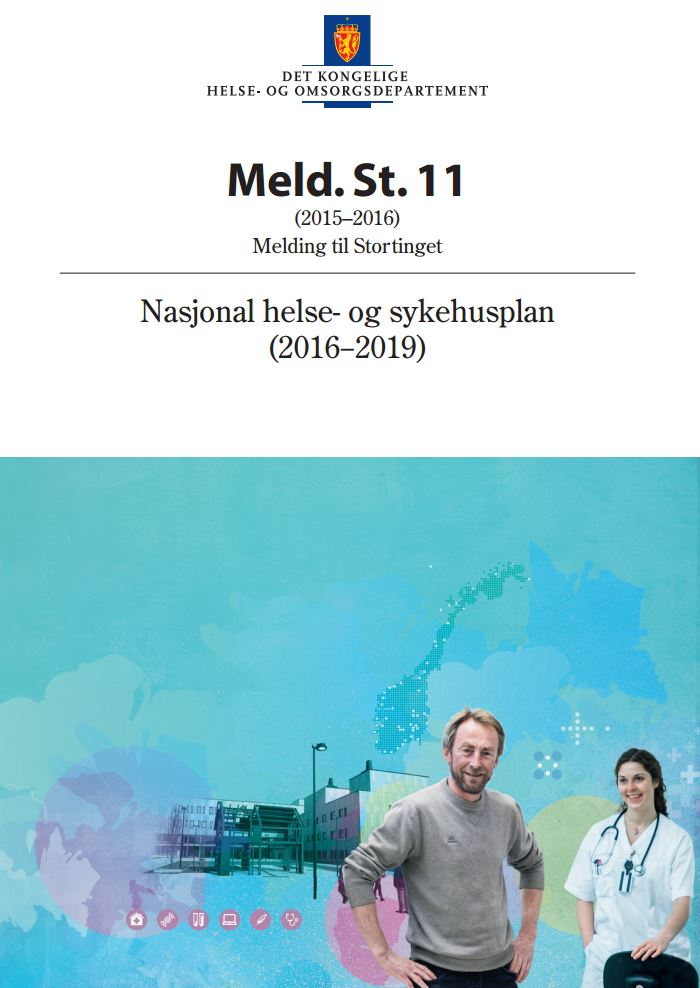 DET KONGELIGE
HELSE- OG OMSORGSDEPARTEMENT
Meld. St. 11
(2015–2016)
Melding til Stortinget
Nasjonal helse- og sykehusplan
(2016–2019)